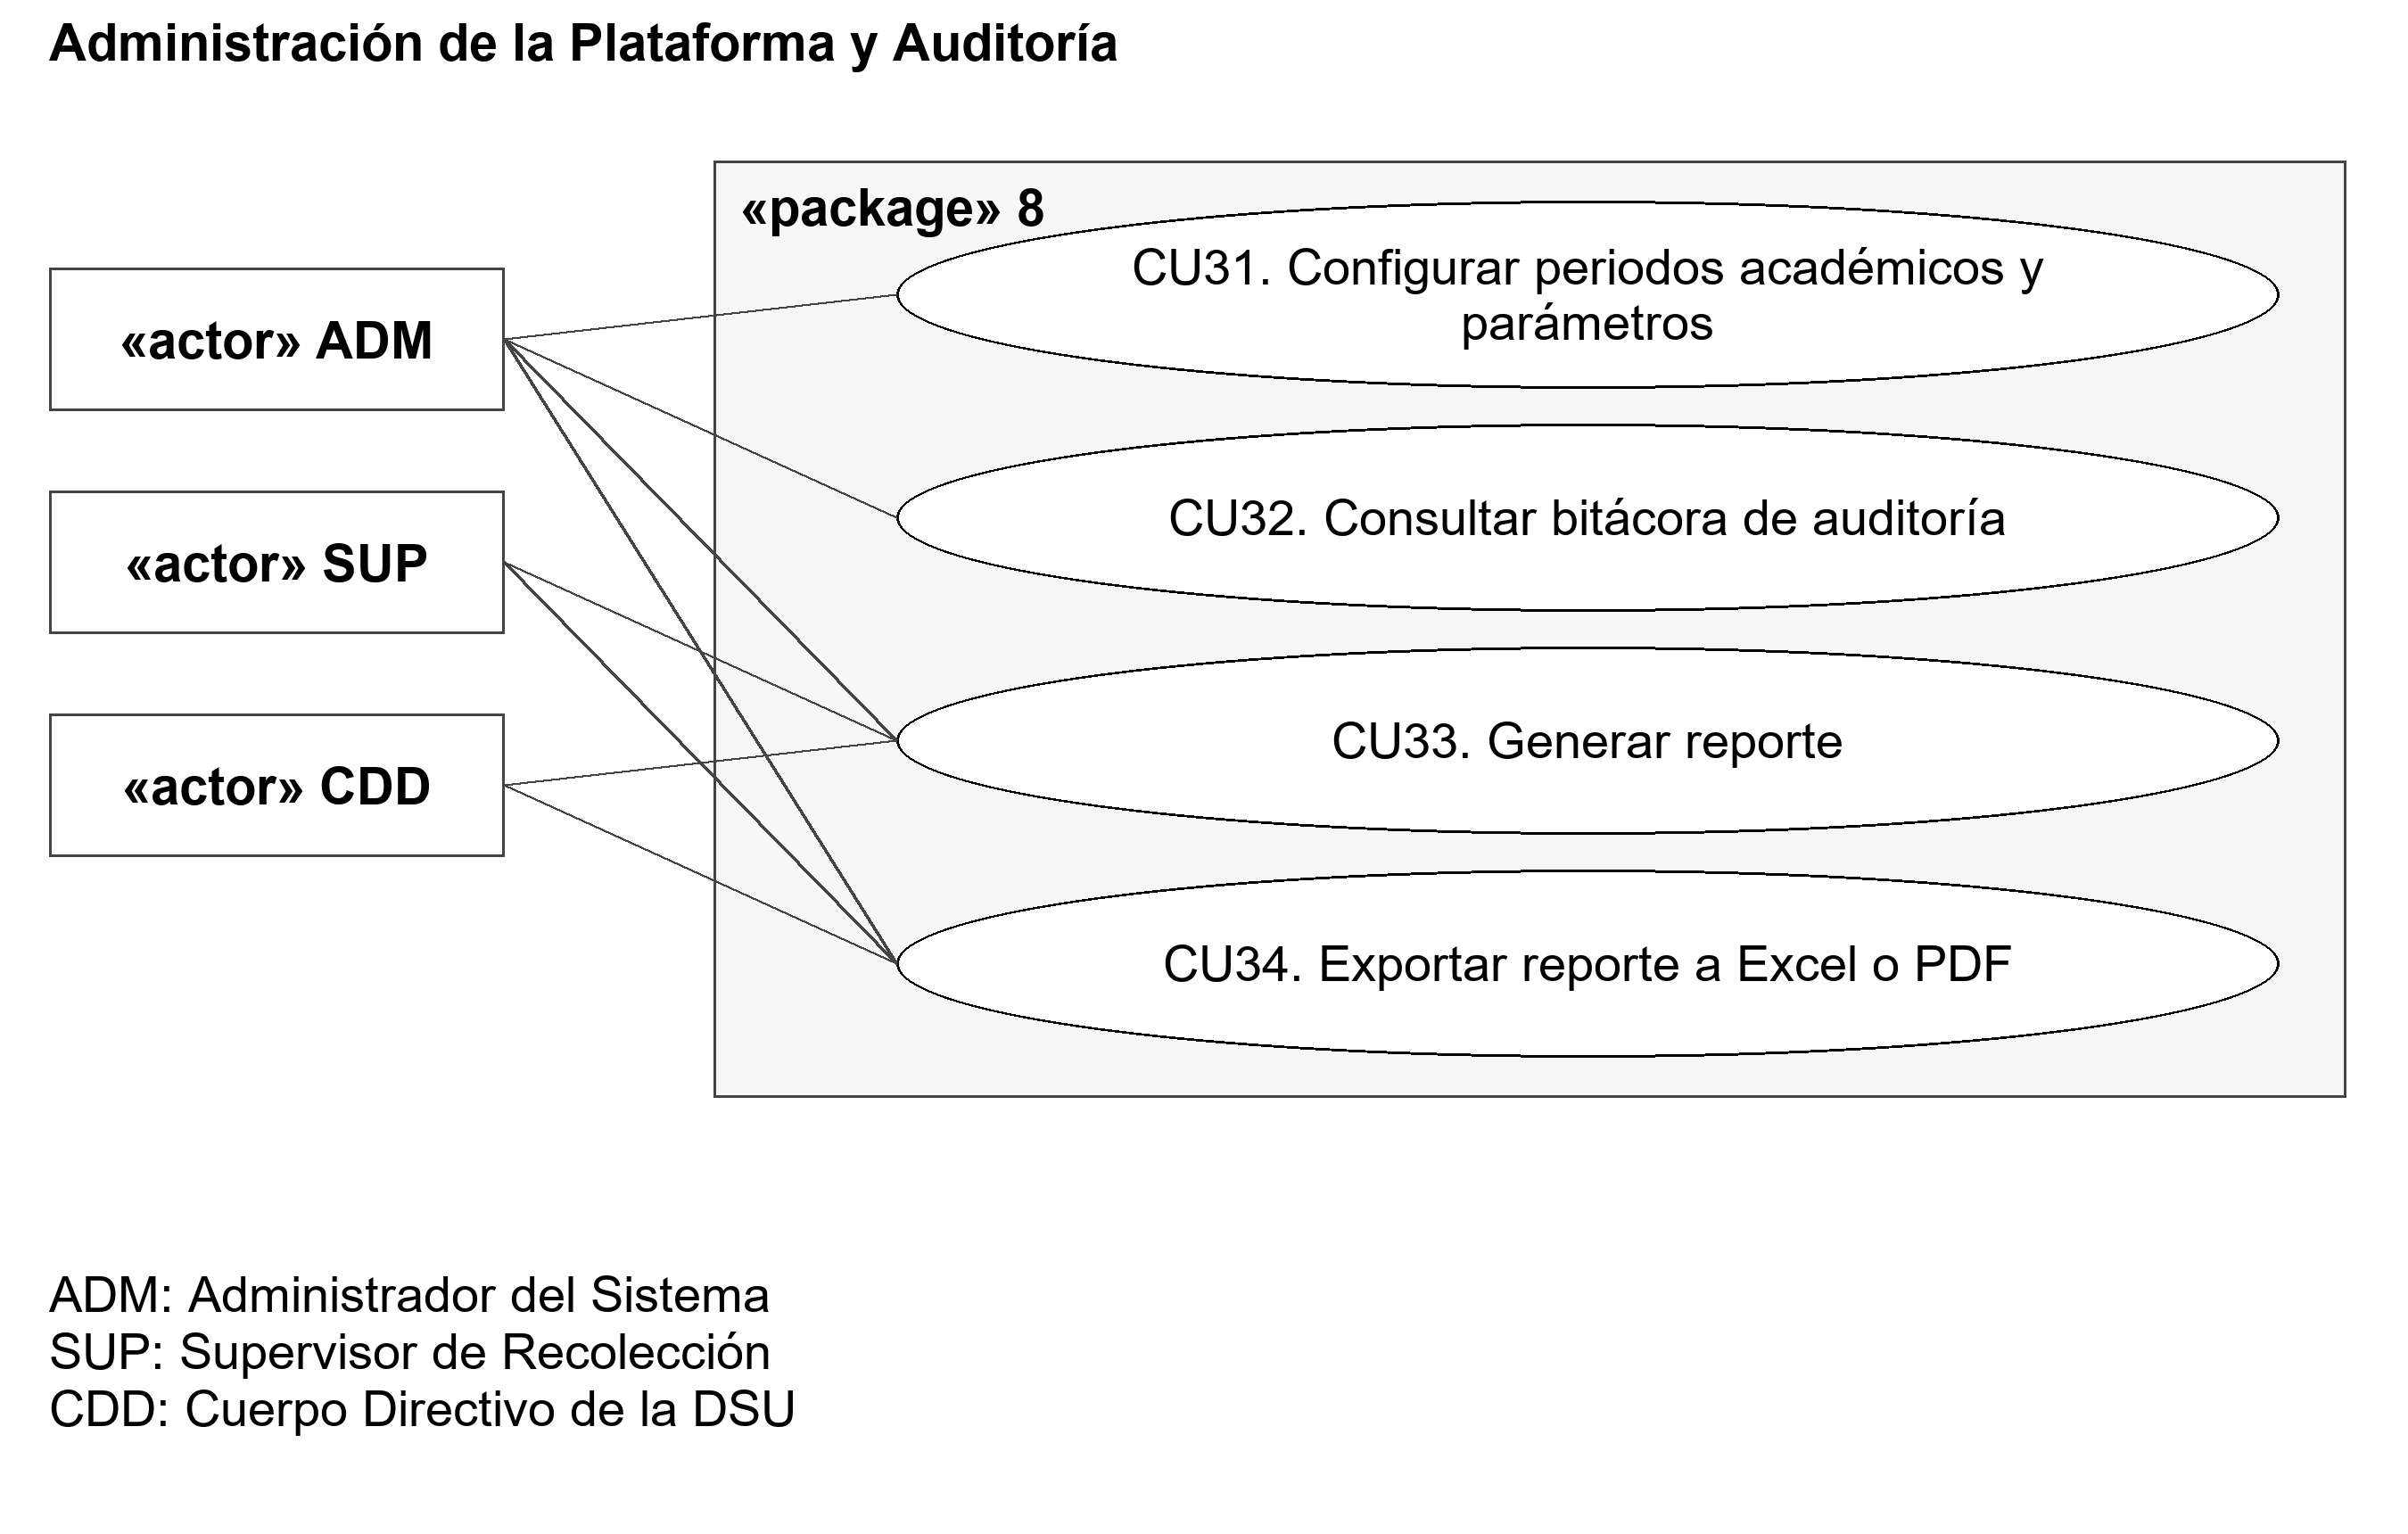 Administración de la Plataforma y Auditoría
«package» 8
CU31. Configurar periodos académicos y
parámetros
«actor» ADM
CU32. Consultar bitácora de auditoría
«actor» SUP
CU33. Generar reporte
«actor» CDD
CU34. Exportar reporte a Excel o PDF
ADM: Administrador del Sistema
SUP: Supervisor de Recolección
CDD: Cuerpo Directivo de la DSU